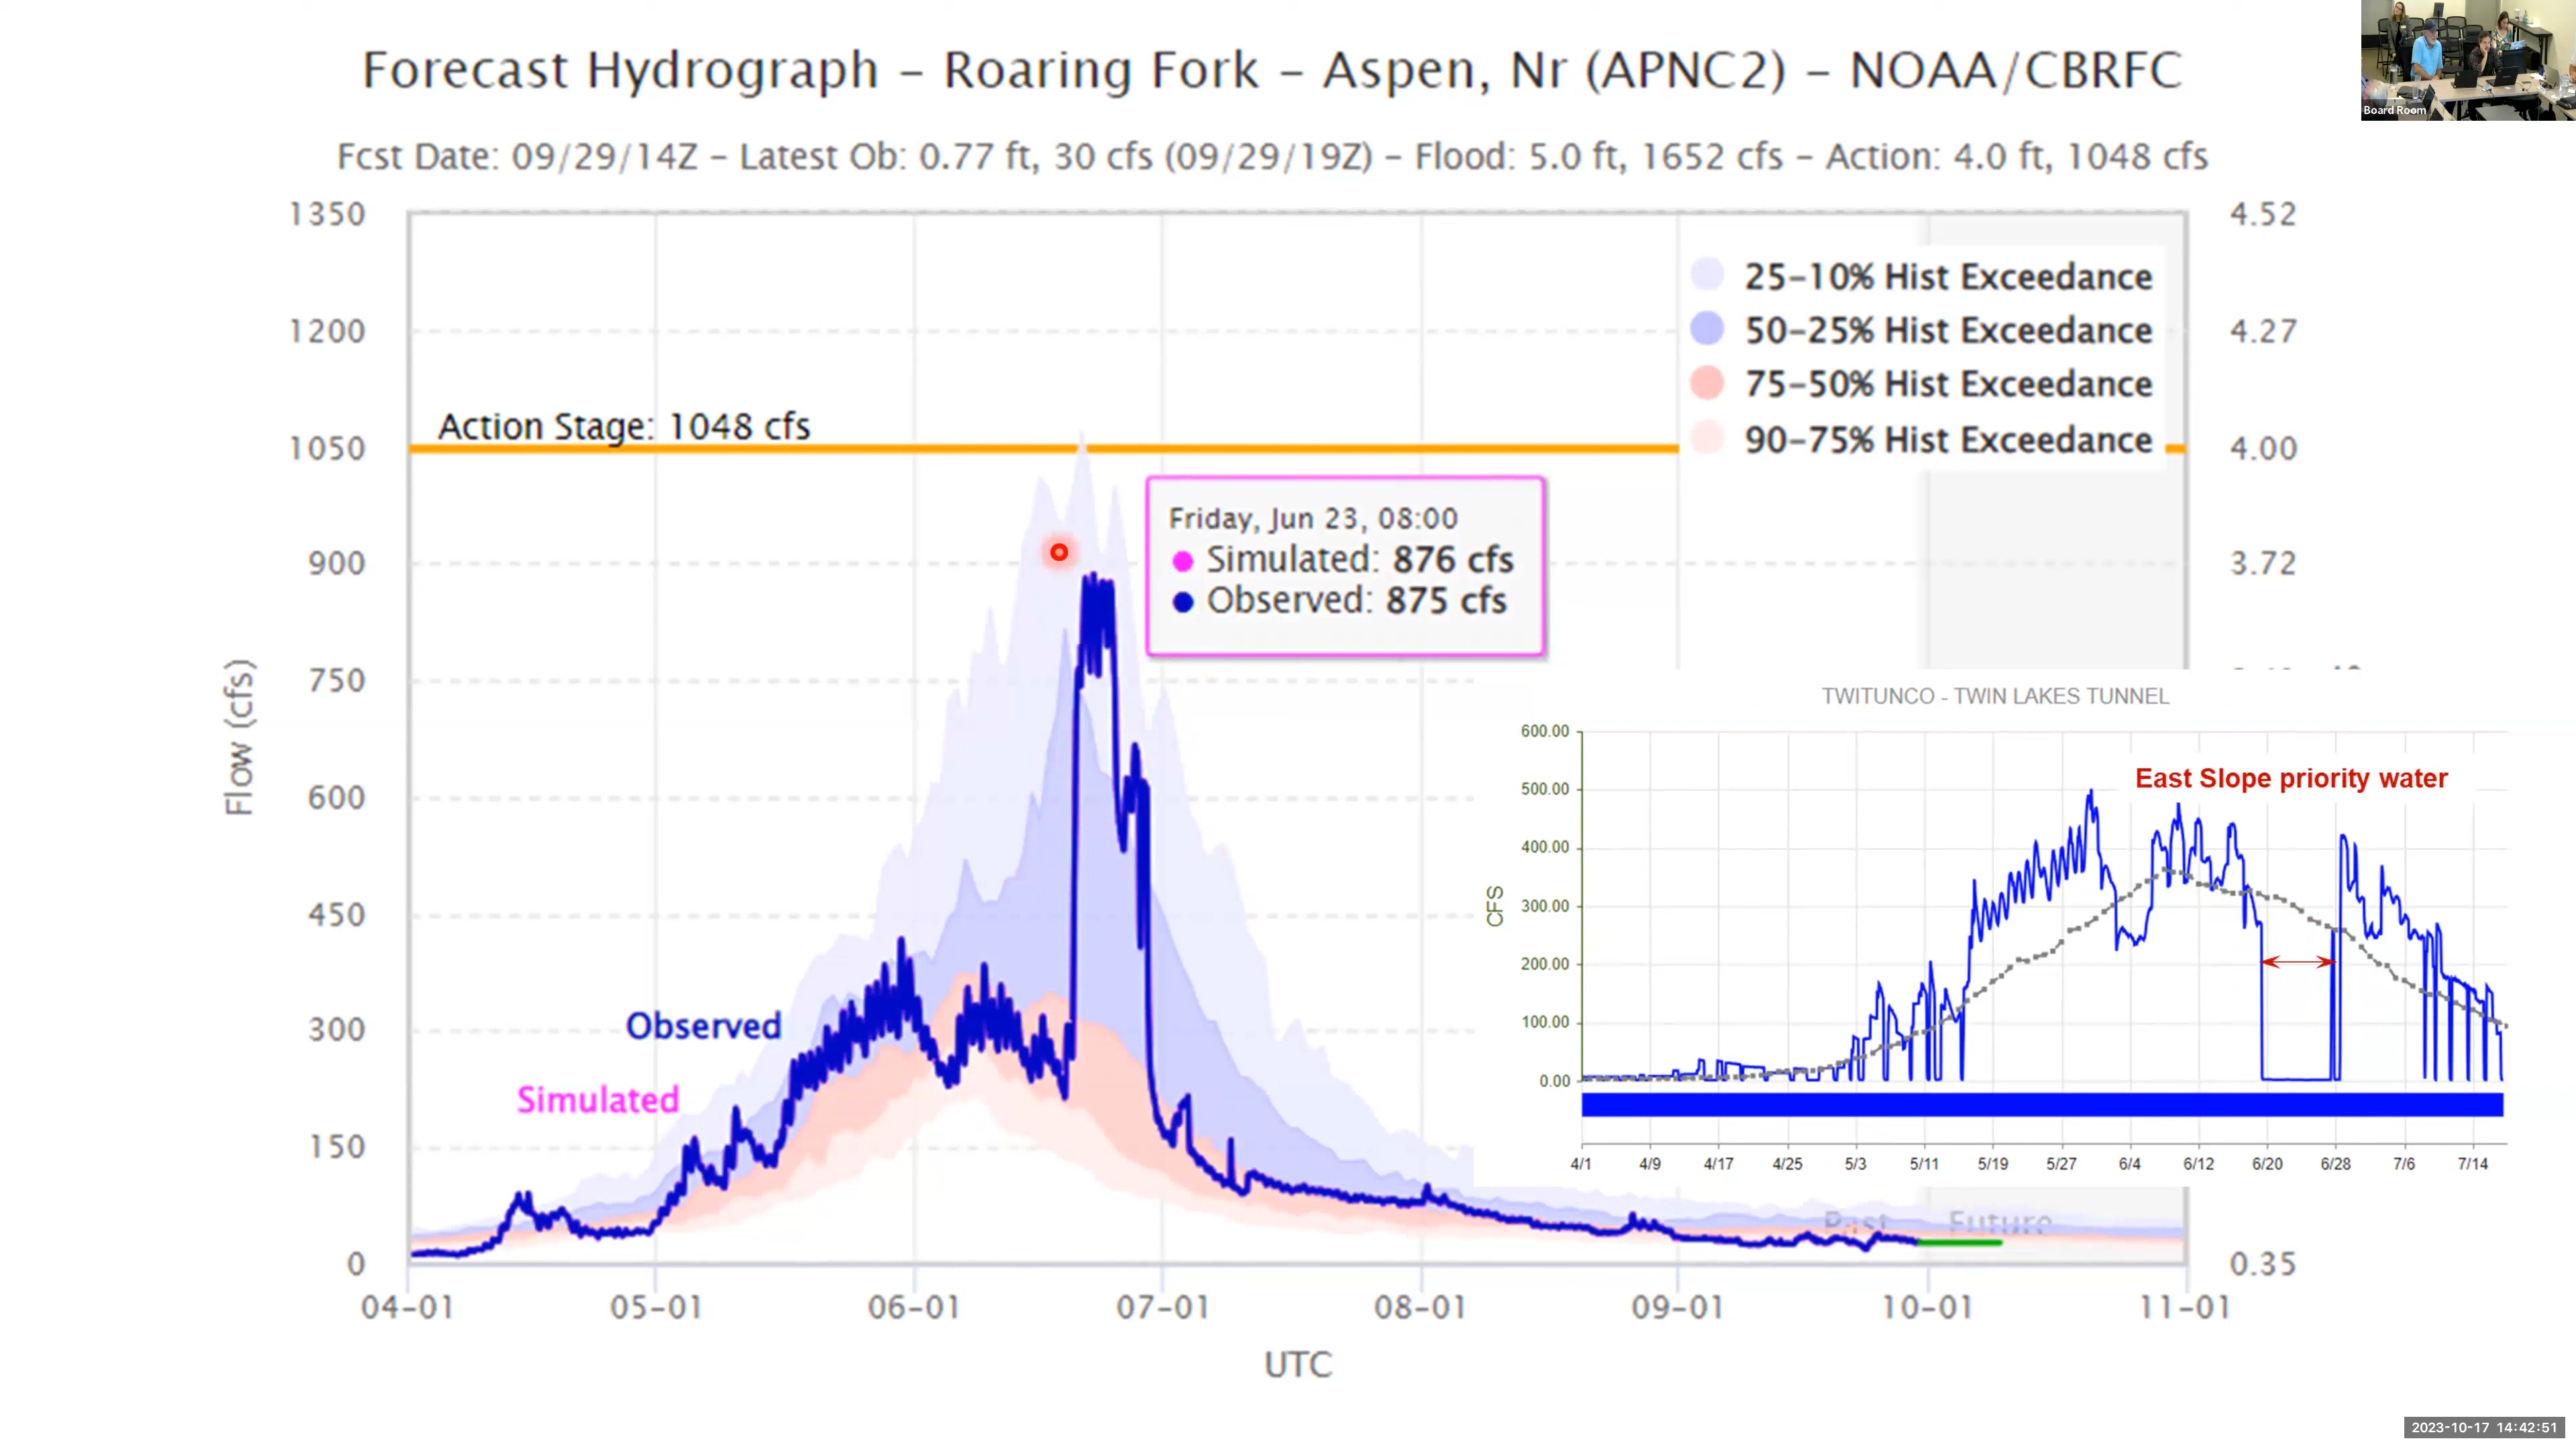 Forecast Hydrograph – Roaring Fork – Aspen, Nr (APNC2) – NOAA/CBRFC
Board Room
Fcst Date: 09/29/14Z – Latest Ob: 0.77 ft, 30 cfs (09/29/19Z) – Flood: 5.0 ft, 1652 cfs – Action: 4.0 ft, 1048 cfs
1350
1200
1050
900
750
600
450
300
150
0
Flow (cfs)
4.52
4.27
4.00
3.72
0.35
25–10% Hist Exceedance
50–25% Hist Exceedance
75–50% Hist Exceedance
90–75% Hist Exceedance
Action Stage: 1048 cfs
Friday, Jun 23, 08:00
Simulated: 876 cfs
Observed: 875 cfs
Observed
Simulated
TWITUNCO - TWIN LAKES TUNNEL
East Slope priority water
600.00
500.00
400.00
300.00
200.00
100.00
0.00
CFS
4/1 4/9 4/17 4/25 5/3 5/11 5/19 5/27 6/4 6/12 6/20 6/28 7/6 7/14
Past Future
04-01 05-01 06-01 07-01 08-01 09-01 10-01 11-01
UTC
2023-10-17 14:42:51